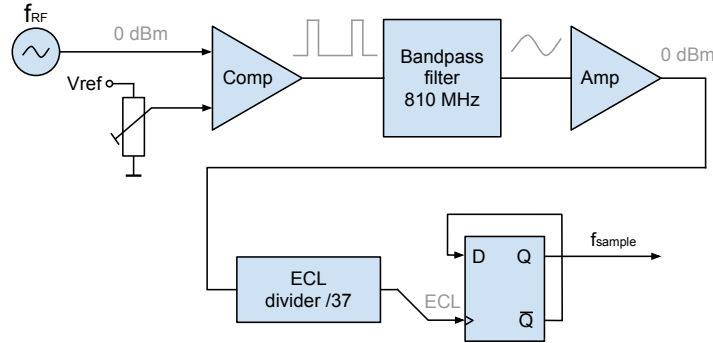 fRF
0 dBm
Vref
Comp
Bandpass
filter
810 MHz
Amp
0 dBm
ECL
divider /37
ECL
D
Q
Q̅
fsample